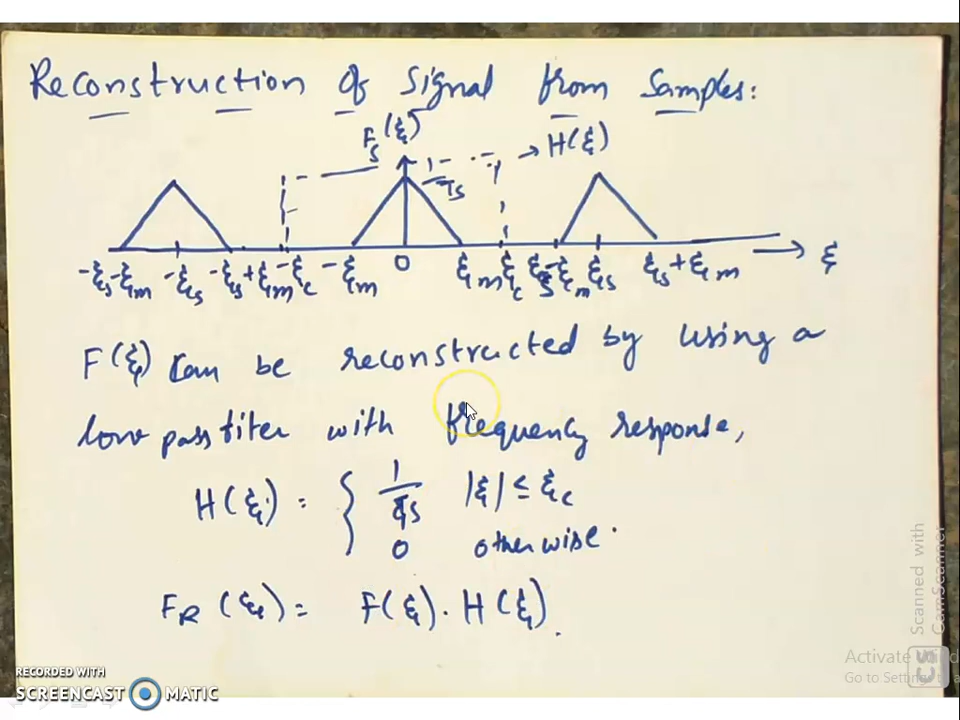 Reconstruction Of Signal from Samples:
Fs(ξ)
1/ξs
→ H(ξ)
-ξs-ξm -ξs -ξs+ξm -ξc -ξm 0 ξm ξc ξs-ξm ξs ξs+ξm → ξ
F(ξ) can be reconstructed by using a
low pass filter with frequency response,
H(ξ) = { 1/ξs |ξ| ≤ ξc
0 otherwise.
FR(ξ) = F(ξ) . H(ξ).
Scanned with
CamScanner
CS
Activate
Go to Settings
RECORDED WITH
SCREENCAST MATIC